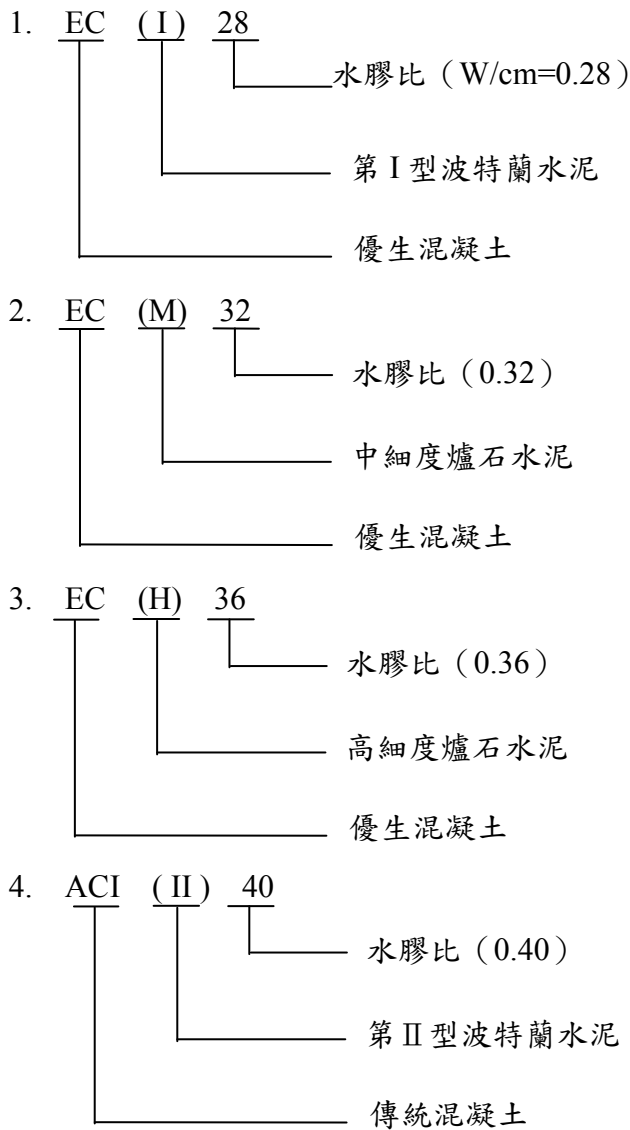 1. EC (I) 28
水膠比（W/cm=0.28）
第 I 型波特蘭水泥
優生混凝土
2. EC (M) 32
水膠比（0.32）
中細度爐石水泥
優生混凝土
3. EC (H) 36
水膠比（0.36）
高細度爐石水泥
優生混凝土
4. ACI (II) 40
水膠比（0.40）
第Ⅱ型波特蘭水泥
傳統混凝土